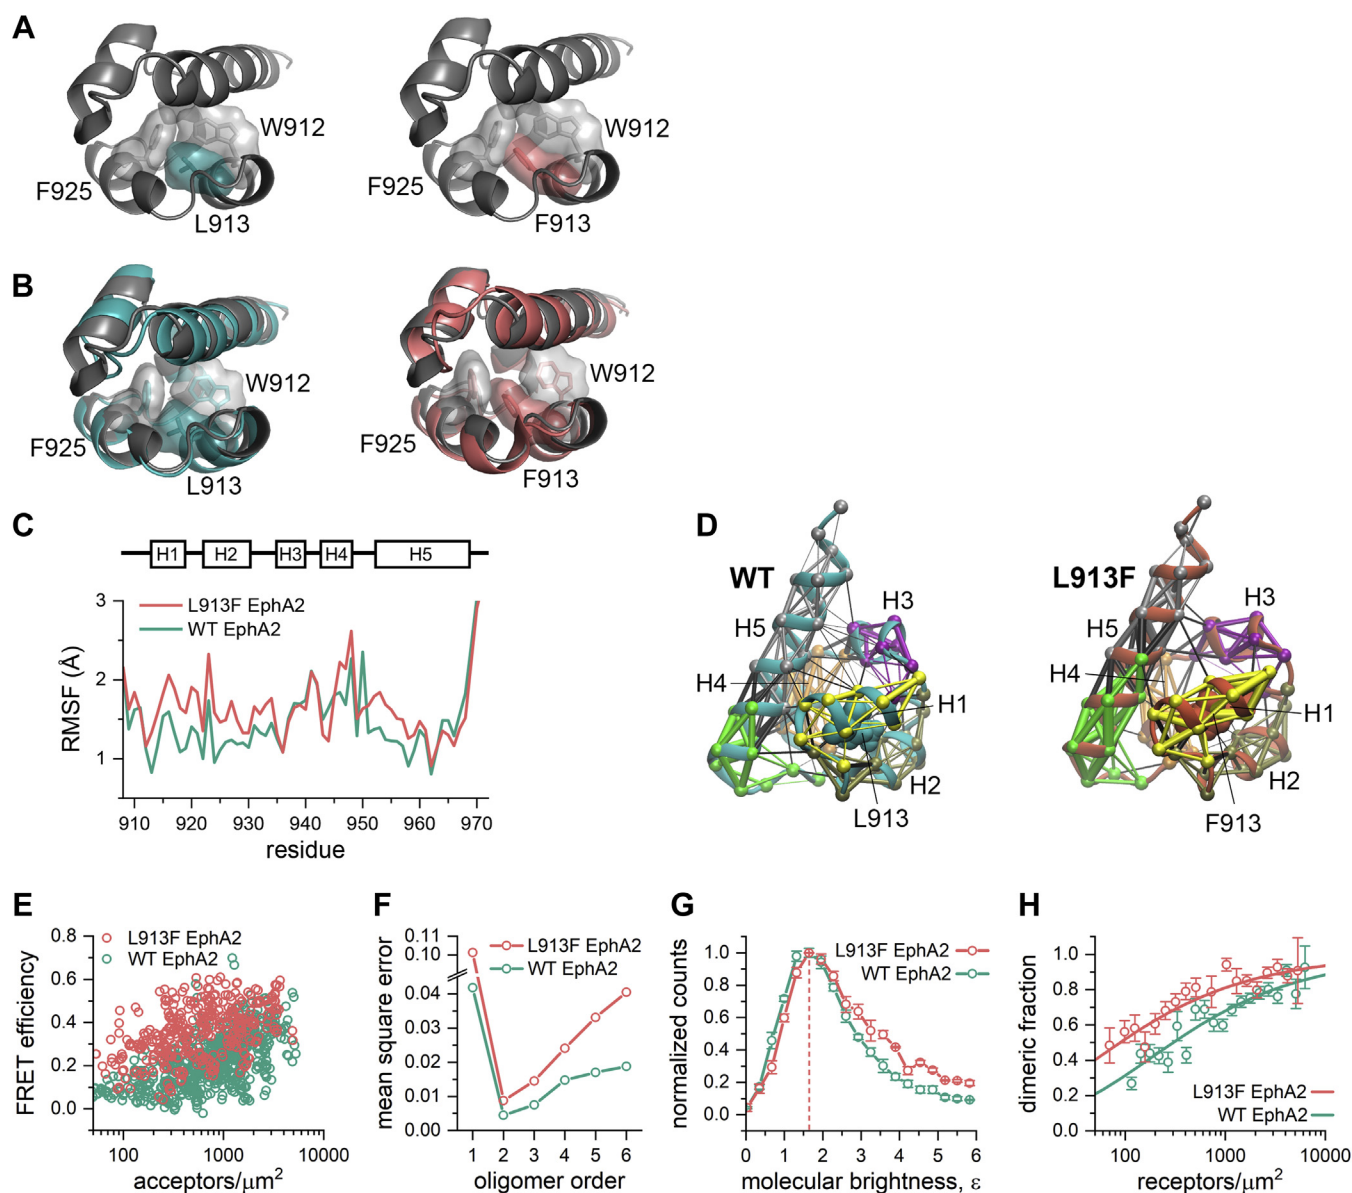 A
W912
F925
L913
W912
F925
F913
B
W912
F925
L913
W912
F925
F913
C
H1 H2 H3 H4 H5
3
2
1
RMSF (Å)
L913F EphA2
WT EphA2
910 920 930 940 950 960 970
residue
D
WT
H3
H5
H4
H1
H2
L913
L913F
H3
H5
H4
H1
H2
F913
E
0.8
0.6
0.4
0.2
0.0
FRET efficiency
L913F EphA2
WT EphA2
100 1000 10000
acceptors/μm²
F
0.11
0.10
0.04
0.03
0.02
0.01
0.00
mean square error
L913F EphA2
WT EphA2
1 2 3 4 5 6
oligomer order
G
1.0
0.8
0.6
0.4
0.2
0.0
normalized counts
L913F EphA2
WT EphA2
0 1 2 3 4 5 6
molecular brightness, ε
H
1.0
0.8
0.6
0.4
0.2
0.0
dimeric fraction
L913F EphA2
WT EphA2
100 1000 10000
receptors/μm²